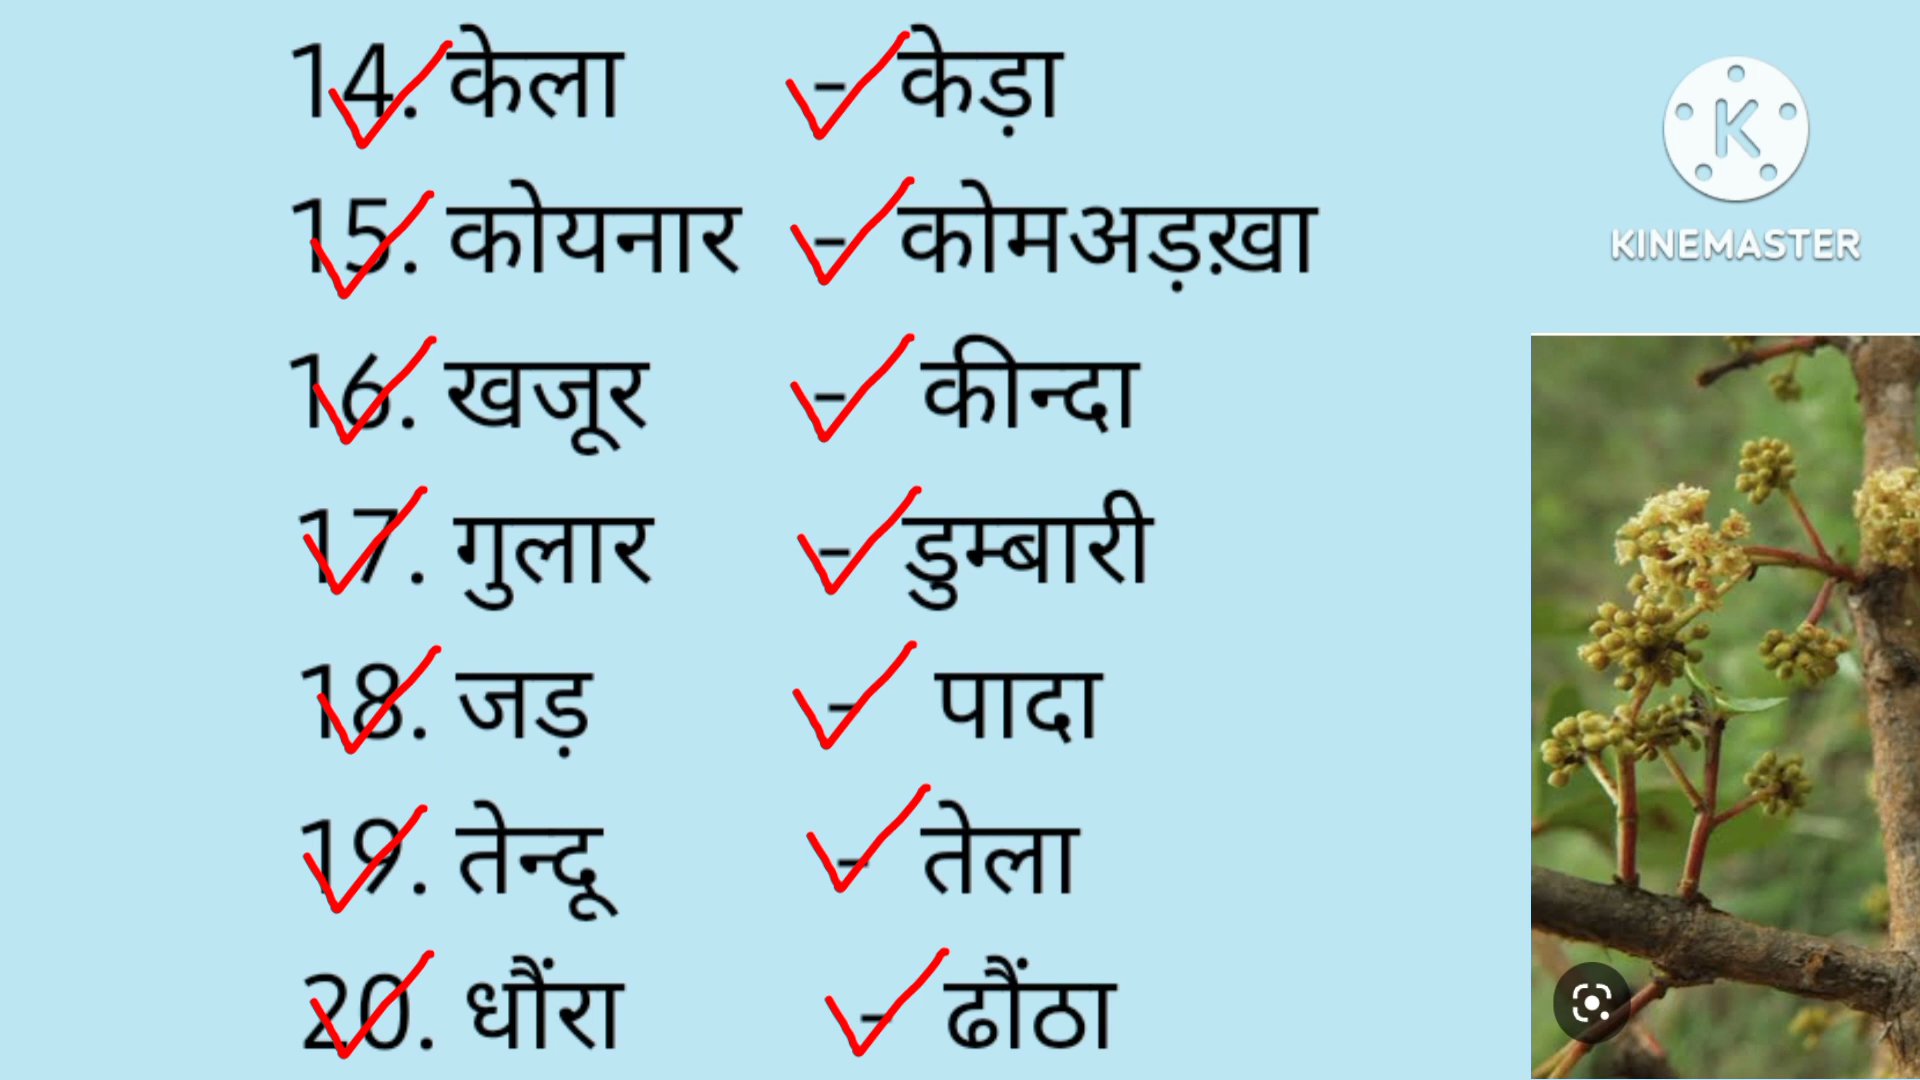 14. केला - केड़ा
15. कोयनार - कोमअड़ख़ा
16. खजूर - कीन्दा
17. गुलार - डुम्बारी
18. जड़ - पादा
19. तेन्दू - तेला
20. धौंरा - ढौंठा
K
KINEMASTER